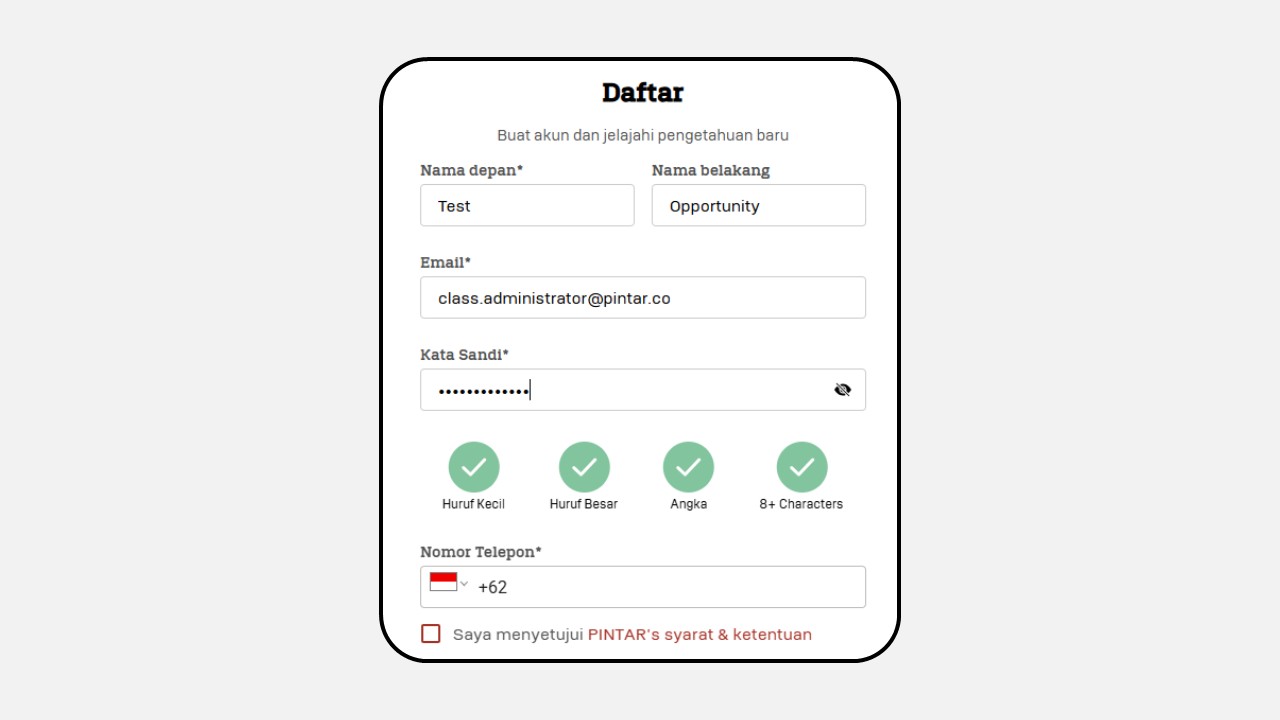 Daftar
Buat akun dan jelajahi pengetahuan baru
Nama depan* Nama belakang
Test Opportunity
Email*
class.administrator@pintar.co
Kata Sandi*
•••••••••••••
Huruf Kecil Huruf Besar Angka 8+ Characters
Nomor Telepon*
+62
Saya menyetujui PINTAR's syarat & ketentuan